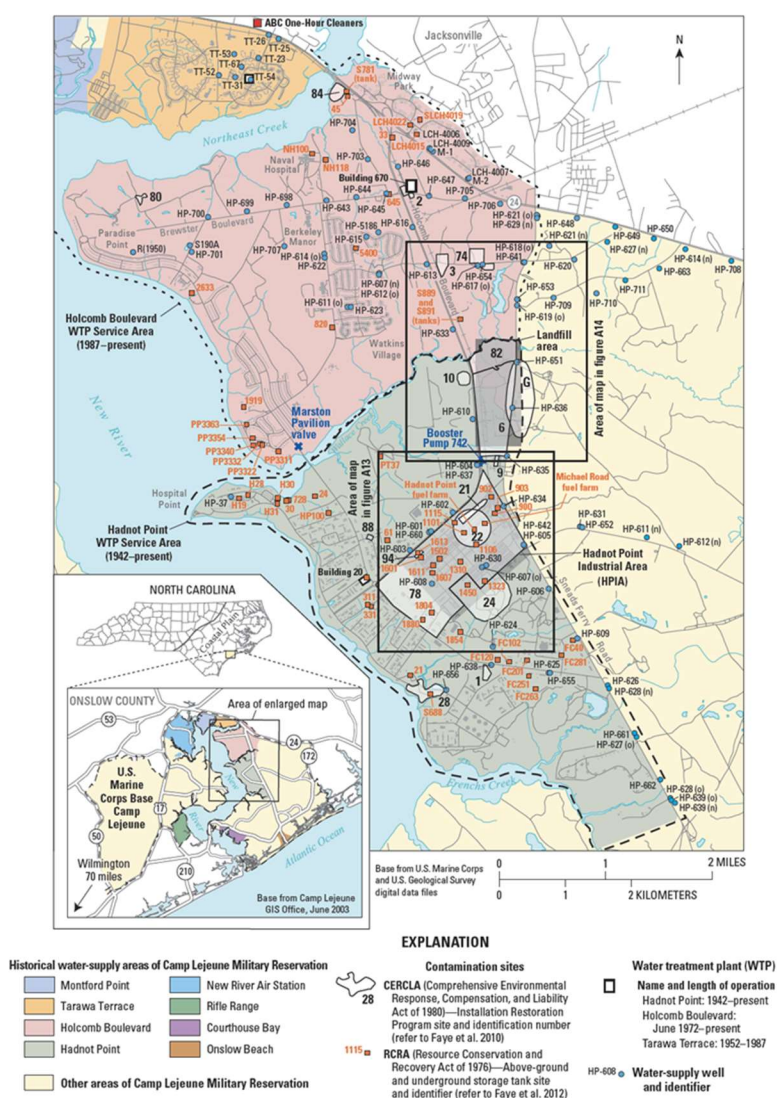 ABC One-Hour Cleaners
TT-26
TT-25
TT-53
TT-23
TT-67
TT-52
TT-54
TT-31
Jacksonville
N
S781
(tank)
Midway
Park
84
45
Northeast Creek
HP-704
LCH4022
SLCH4019
33
LCH-4006
LCH4015
LCH-4009
M-1
NH100
Naval
Hospital
HP-703
NH118
HP-646
Building 670
LCH-4007
M-2
80
HP-644
645
2
HP-647
HP-705
HP-698
HP-699
HP-700
HP-643
HP-645
HP-706
24
HP-621 (o)
HP-629 (n)
HP-648
HP-650
Paradise
Point
Brewster
Boulevard
Berkeley
Manor
HP-5186
HP-616
Holcomb
Boulevard
HP-615
5400
HP-621 (n)
HP-649
HP-627 (n)
HP-614 (n)
R(1950)
S190A
HP-701
HP-707
HP-614 (o)
HP-622
74
HP-618 (o)
HP-641
HP-620
HP-663
HP-708
3
HP-613
HP-654
HP-617 (o)
HP-607 (n)
HP-612 (o)
HP-711
2633
HP-611 (o)
HP-623
S889
and
S891
(tanks)
HP-653
HP-709
HP-710
HP-619 (o)
Holcomb Boulevard
WTP Service Area
(1987–present)
820
HP-633
Watkins
Village
Landfill
area
82
HP-651
10
G
Area of map in figure A14
HP-610
HP-636
6
New River
1919
PP3363
PP3354
PP3340
PP3332
PP3322
PP3311
Marston
Pavilion
valve
Booster
Pump 742
9
HP-635
HP-604
HP-637
PT37
Area of map
in figure A13
Hospital
Point
H28
H30
HP-37
H19
H31
30
728
24
HP100
Hadnot Point
fuel farm
21
902
903
HP-634
980
Michael Road
fuel farm
Hadnot Point
WTP Service Area
(1942–present)
88
HP-602
1115
HP-601
HP-660
1101
61
22
HP-642
HP-605
HP-631
HP-652
HP-611 (n)
HP-612 (n)
HP-603
94
1613
1502
1106
1601
1611
HP-630
1310
Hadnot Point
Industrial Area
(HPIA)
Building 20
HP-608
1607
1323
HP-607 (o)
1450
HP-606
78
24
311
331
1804
1880
HP-624
1854
FC102
Sneads Ferry
Road
HP-609
FC40
FC281
FC120
HP-638
FC201
HP-625
21
HP-656
1
FC251
HP-655
FC263
28
S688
HP-626
HP-628 (n)
HP-661
HP-627 (o)
HP-662
HP-628 (o)
HP-639 (o)
HP-639 (n)
Frenchs Creek
NORTH CAROLINA
Coastal Plain
ONSLOW COUNTY
Area of enlarged map
53
24
172
U.S.
Marine
Corps Base
Camp
Lejeune
17
New
River
50
Wilmington
70 miles
210
Atlantic Ocean
Base from Camp Lejeune
GIS Office, June 2003
Base from U.S. Marine Corps
and U.S. Geological Survey
digital data files
0 1 2 MILES
0 1 2 KILOMETERS
EXPLANATION
Historical water-supply areas of Camp Lejeune Military Reservation
Montford Point
Tarawa Terrace
Holcomb Boulevard
Hadnot Point
New River Air Station
Rifle Range
Courthouse Bay
Onslow Beach
Other areas of Camp Lejeune Military Reservation
Contamination sites
28
CERCLA (Comprehensive Environmental
Response, Compensation, and Liability
Act of 1980)—Installation Restoration
Program site and identification number
(refer to Faye et al. 2010)
1115
RCRA (Resource Conservation and
Recovery Act of 1976)—Above-ground
and underground storage tank site
and identifier (refer to Faye et al. 2012)
Water treatment plant (WTP)
Name and length of operation
Hadnot Point: 1942–present
Holcomb Boulevard:
June 1972–present
Tarawa Terrace: 1952–1987
HP-608
Water-supply well
and identifier